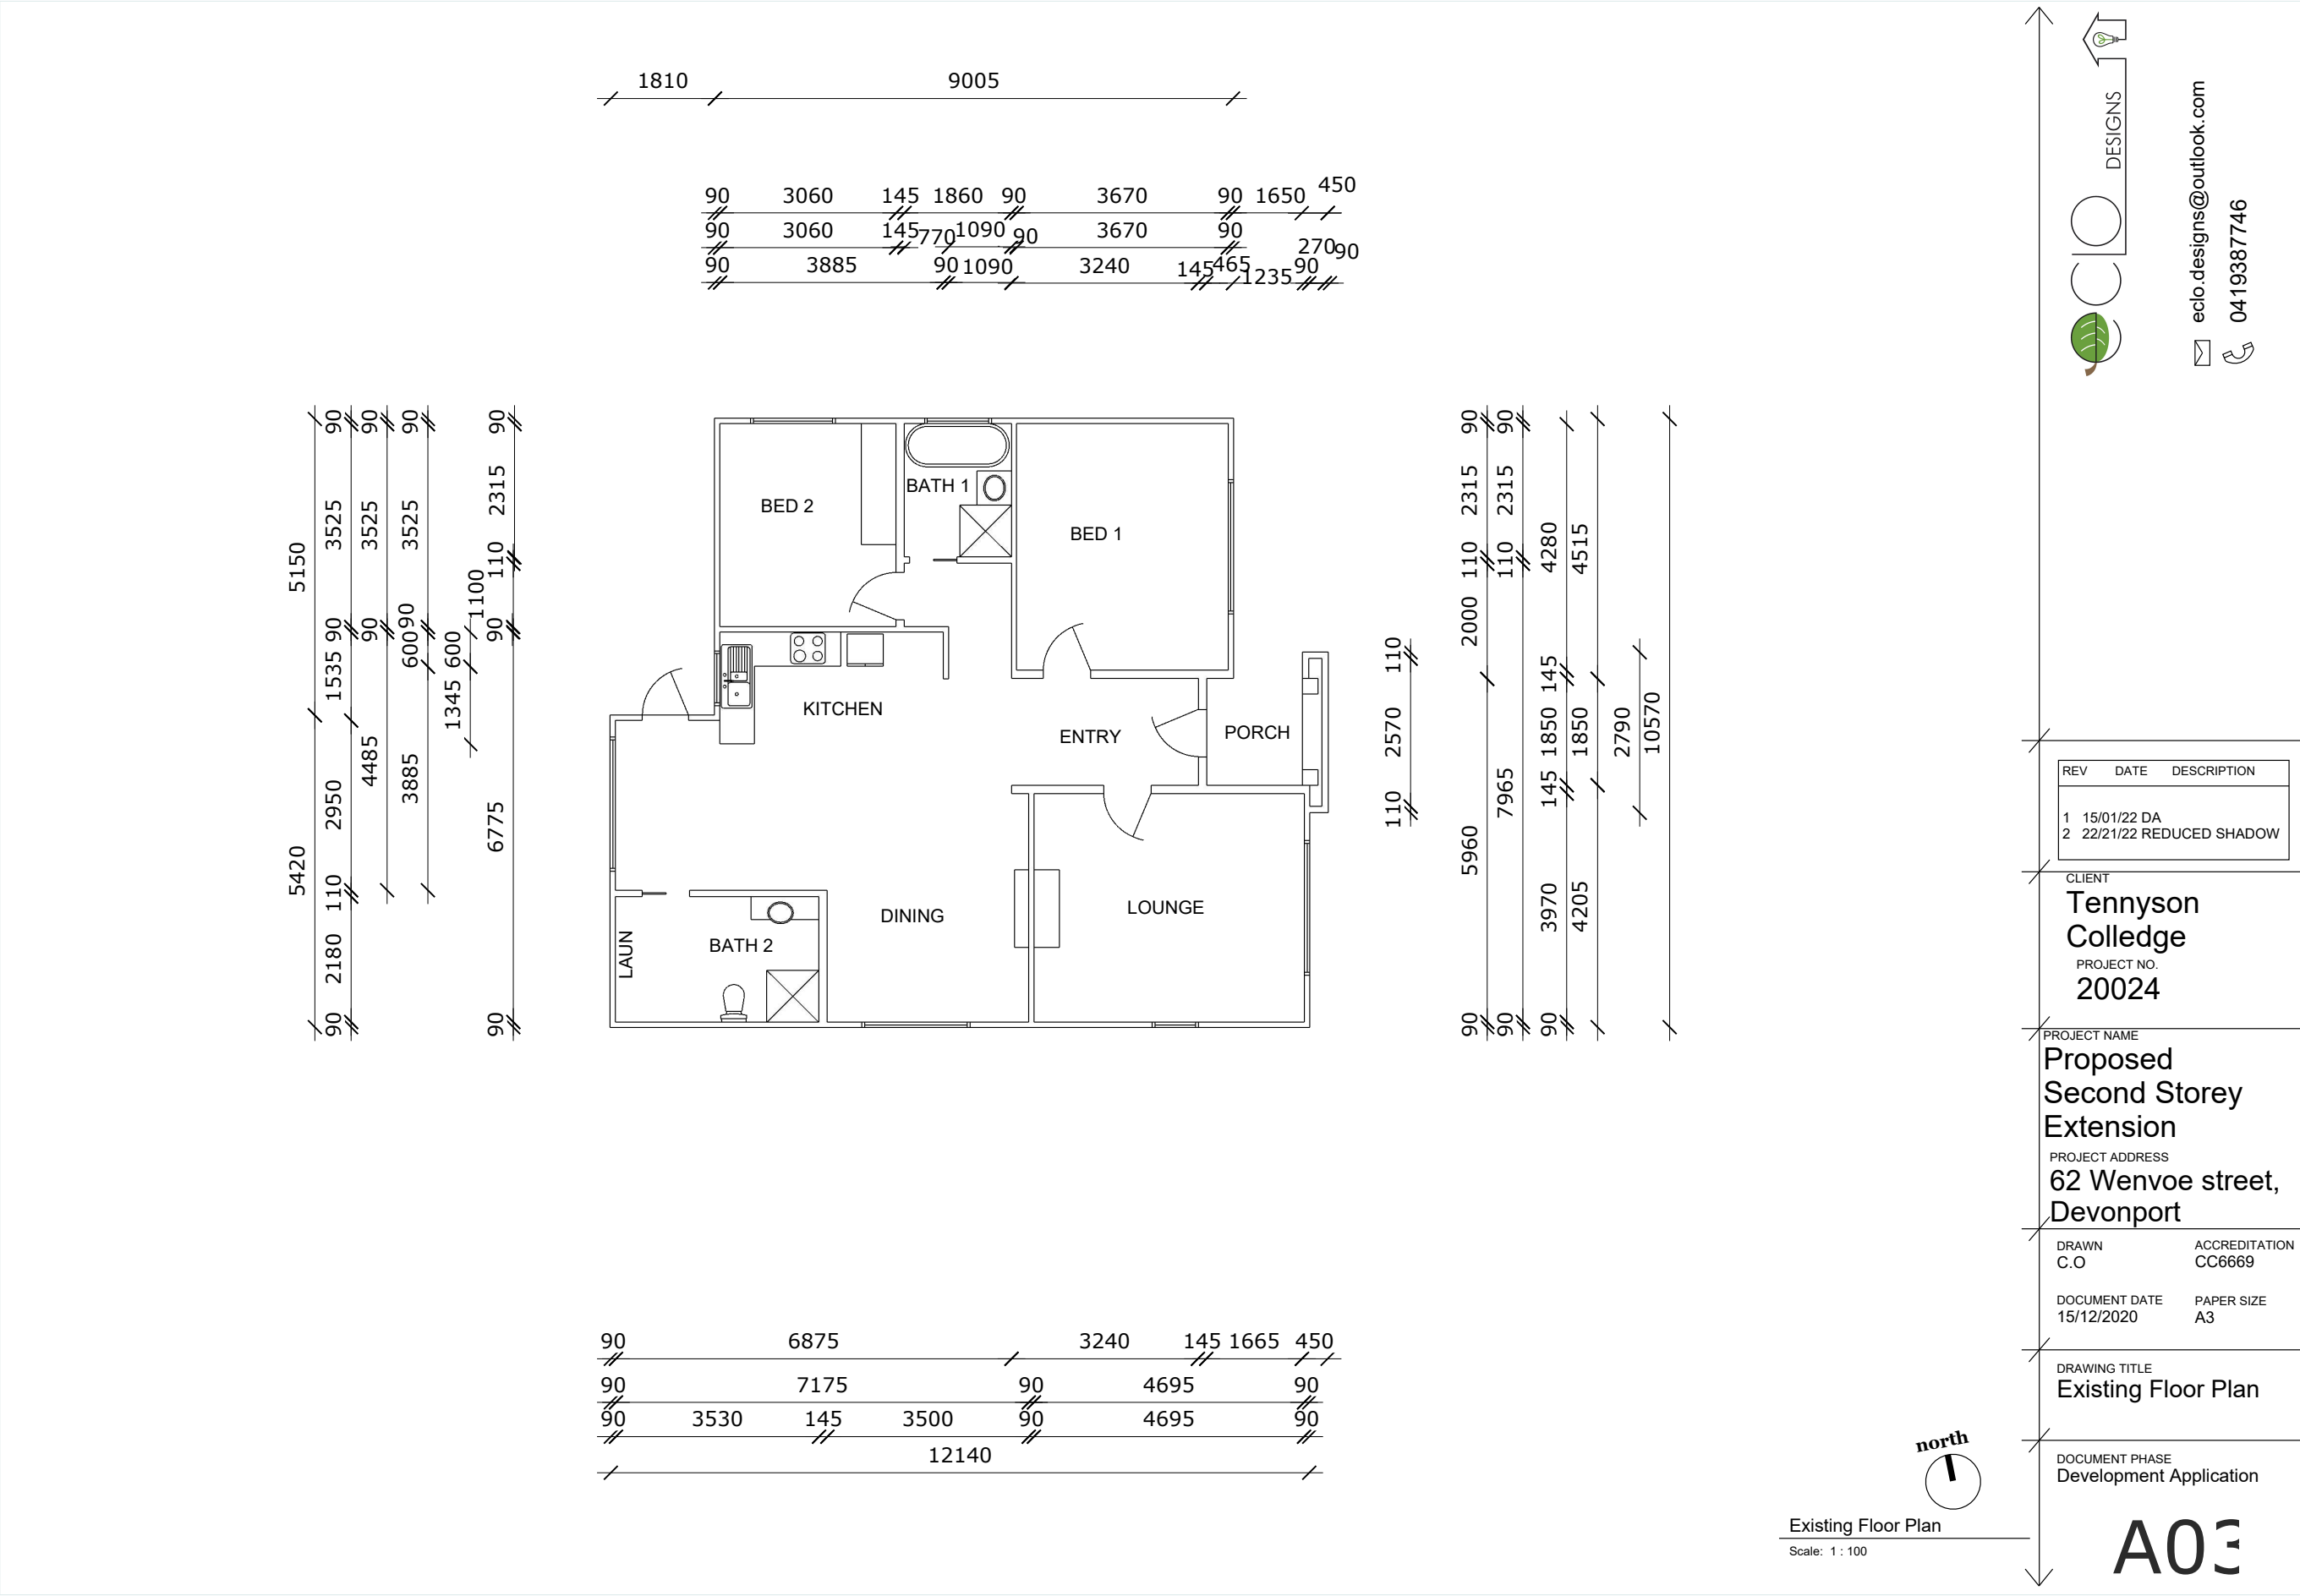 1810 9005
90 3060 145 1860 90 3670 90 1650 450
90 3060 145 770 1090 90 3670 90
90 3885 90 1090 3240 145 465 1235 90 270 90
5150 5420
90 3525 90 1535 2950 110 2180 90
90 3525 90 4485
90 3525 90 600 3885
1100 600 1345
90 2315 110 90 6775 90
BED 2
BATH 1
BED 1
KITCHEN
ENTRY
PORCH
DINING
LOUNGE
LAUN
BATH 2
110 2570 110
90 2315 110 2000 5960 90
90 2315 110 7965 90
4280 145 1850 145 3970 90
4515 1850 4205
2790
10570
90 6875 3240 145 1665 450
90 7175 90 4695 90
90 3530 145 3500 90 4695 90
12140
north
Existing Floor Plan
Scale: 1 : 100
DESIGNS
eclo.designs@outlook.com
0419387746
REV DATE DESCRIPTION
1 15/01/22 DA
2 22/21/22 REDUCED SHADOW
CLIENT
Tennyson
Colledge
PROJECT NO.
20024
PROJECT NAME
Proposed
Second Storey
Extension
PROJECT ADDRESS
62 Wenvoe street,
Devonport
DRAWN ACCREDITATION
C.O CC6669
DOCUMENT DATE PAPER SIZE
15/12/2020 A3
DRAWING TITLE
Existing Floor Plan
DOCUMENT PHASE
Development Application
A03